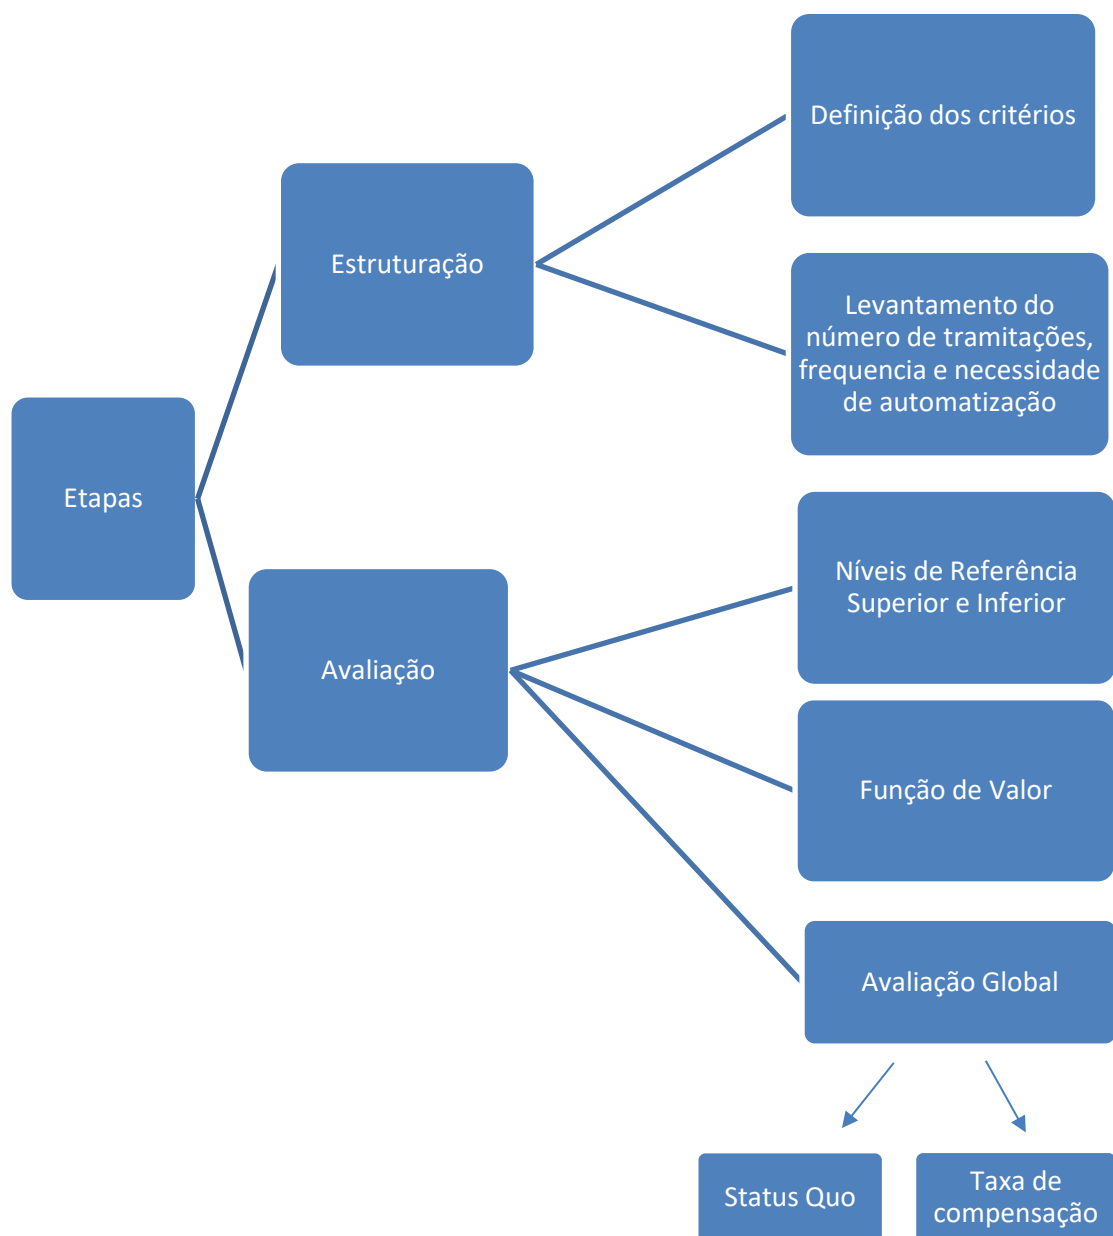 Definição dos critérios
Estruturação
Levantamento do
número de tramitações,
frequencia e necessidade
de automatização
Etapas
Níveis de Referência
Superior e Inferior
Avaliação
Função de Valor
Avaliação Global
Status Quo
Taxa de
compensação